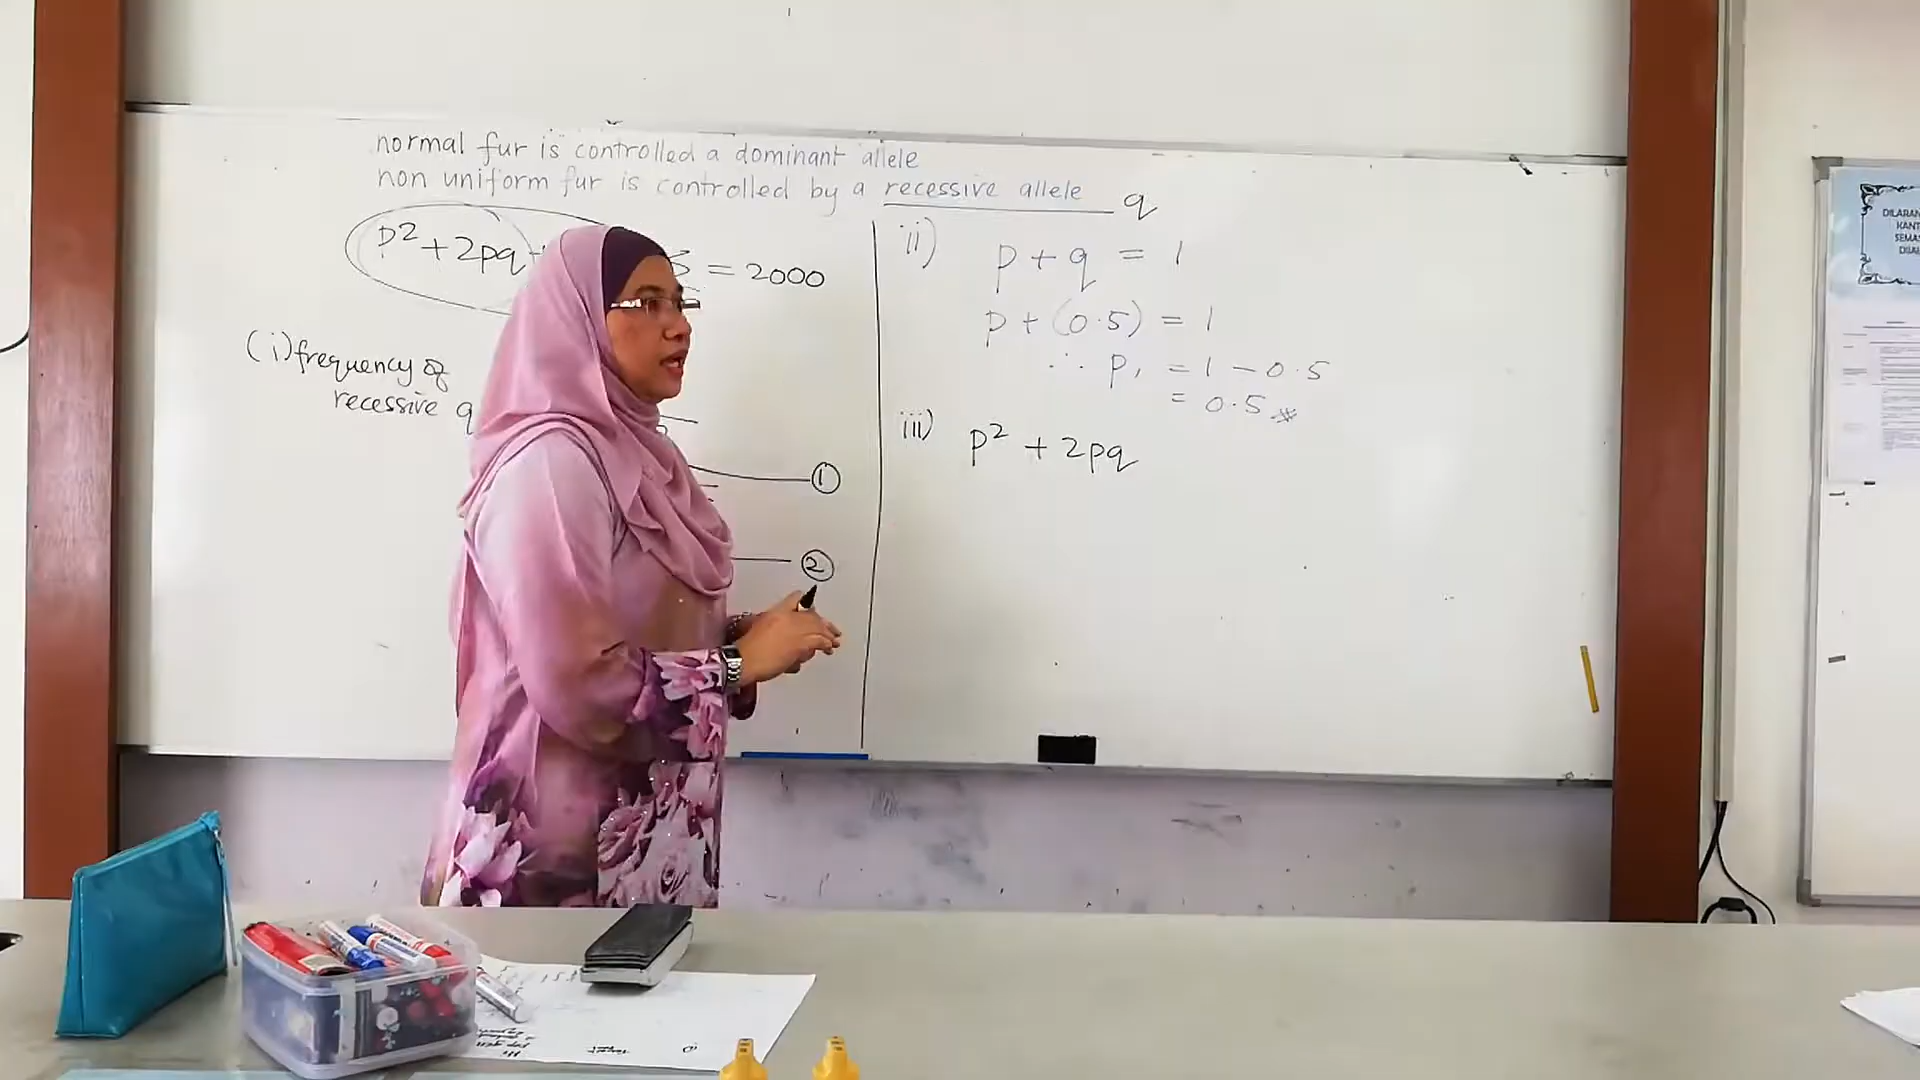 normal fur is controlled a dominant allele
non uniform fur is controlled by a recessive allele q
p² + 2pq = 2000
(i) frequency of
recessive q
①
②
ii) p + q = 1
p + (0.5) = 1
∴ p, = 1 - 0.5
= 0.5 #
iii) p² + 2pq